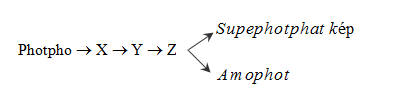 Supephotphat kép
Photpho → X → Y → Z
Amophot